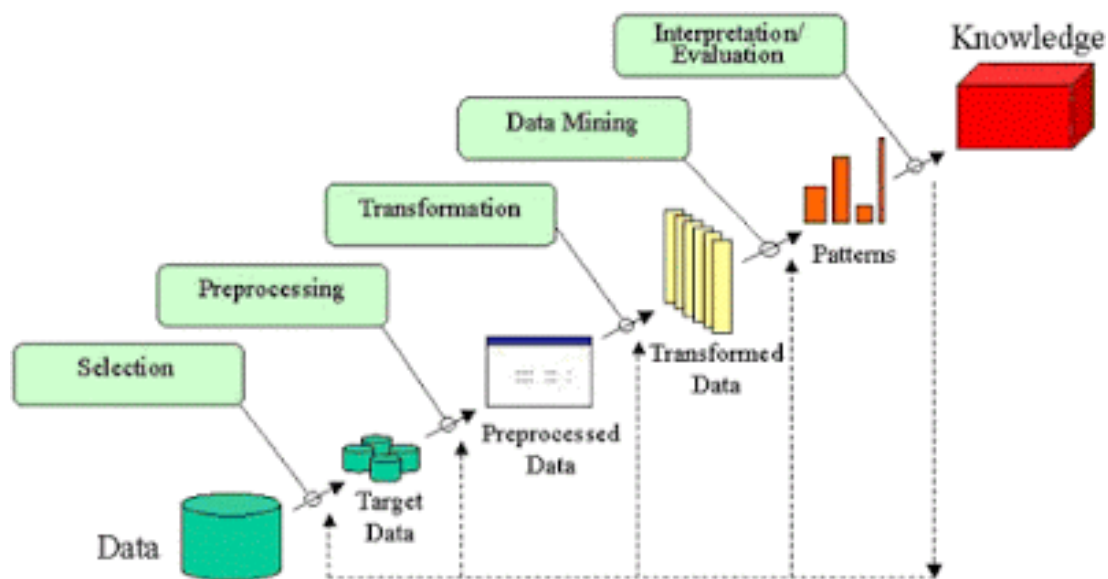 Interpretation/
Evaluation
Knowledge
Data Mining
Transformation
Patterns
Preprocessing
Transformed
Data
Selection
Preprocessed
Data
Target
Data
Data